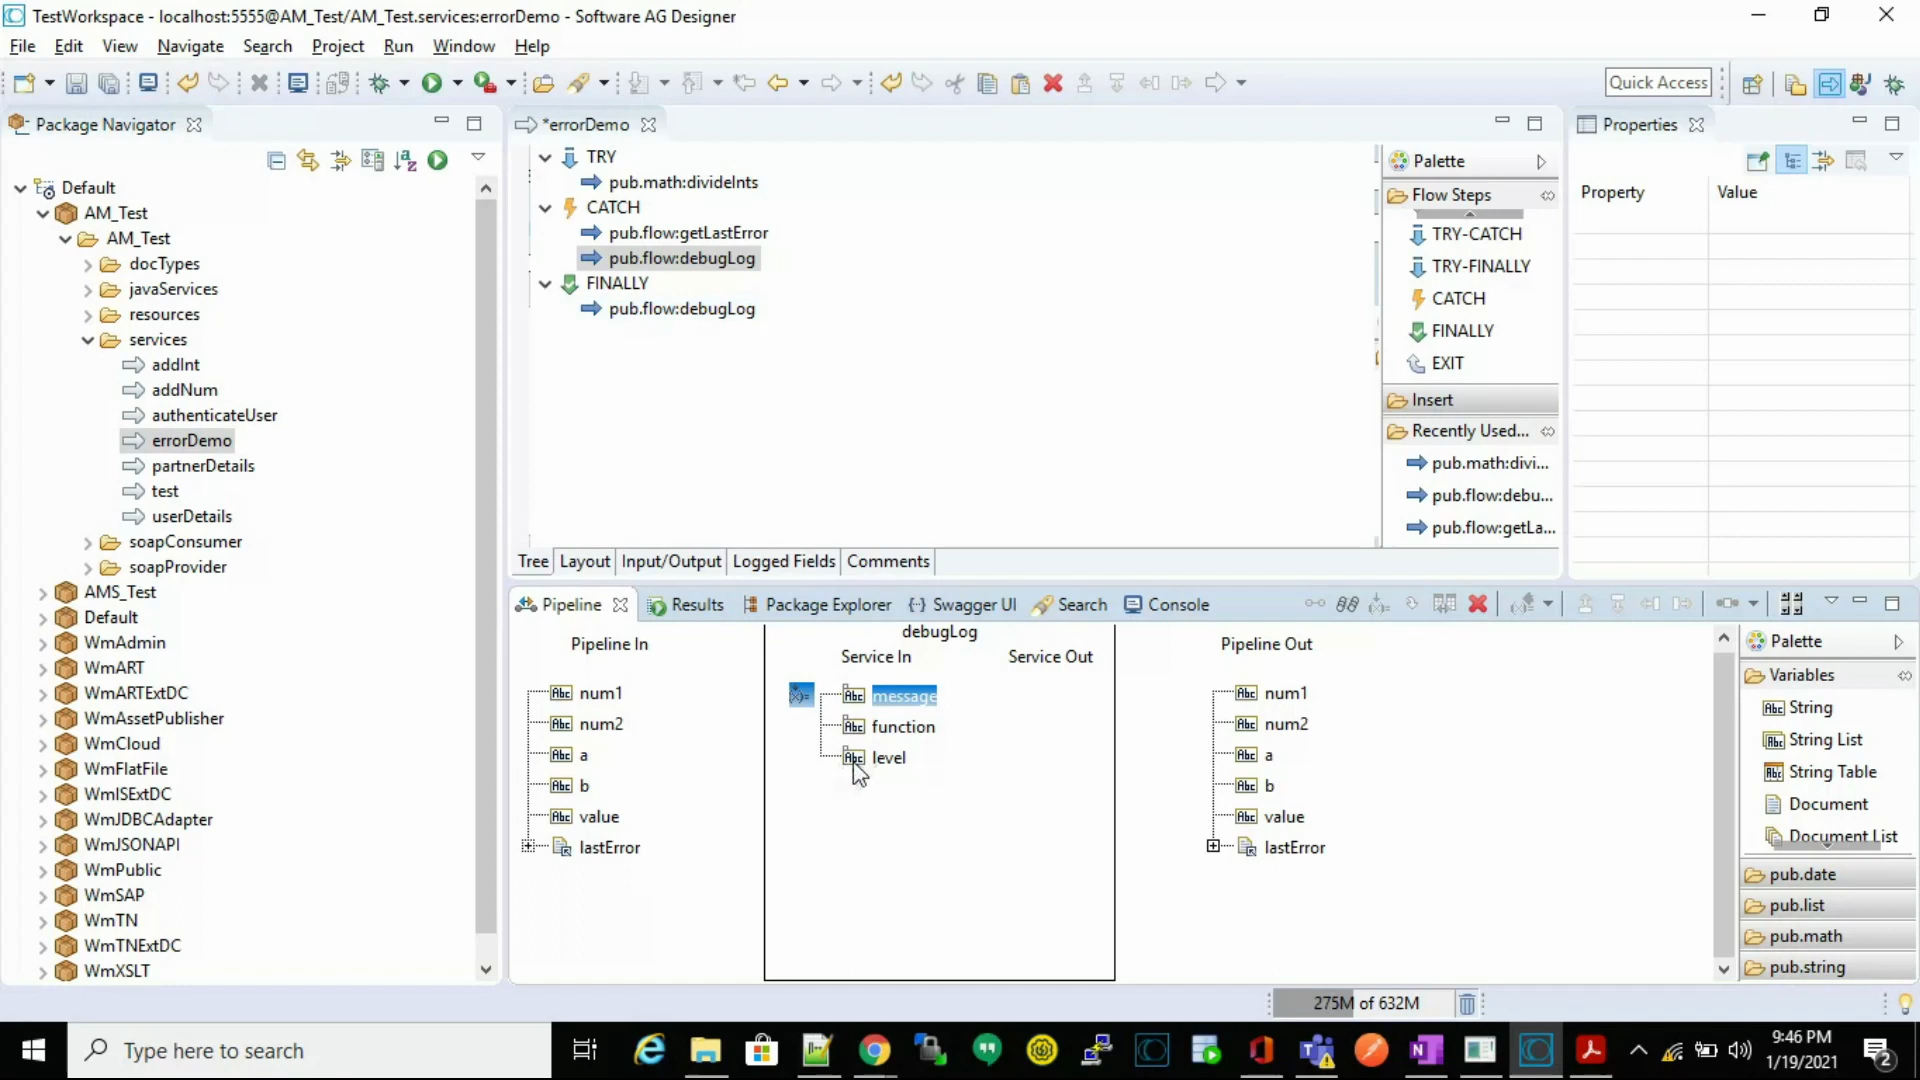 TestWorkspace - localhost:5555@AM_Test/AM_Test.services:errorDemo - Software AG Designer
File Edit View Navigate Search Project Run Window Help
Quick Access
Package Navigator
Default
AM_Test
AM_Test
docTypes
javaServices
resources
services
addInt
addNum
authenticateUser
errorDemo
partnerDetails
test
userDetails
soapConsumer
soapProvider
AMS_Test
Default
WmAdmin
WmART
WmARTExtDC
WmAssetPublisher
WmCloud
WmFlatFile
WmISExtDC
WmJDBCAdapter
WmJSONAPI
WmPublic
WmSAP
WmTN
WmTNExtDC
WmXSLT
*errorDemo
TRY
pub.math:divideInts
CATCH
pub.flow:getLastError
pub.flow:debugLog
FINALLY
pub.flow:debugLog
Tree Layout Input/Output Logged Fields Comments
Palette
Flow Steps
TRY-CATCH
TRY-FINALLY
CATCH
FINALLY
EXIT
Insert
Recently Used...
pub.math:divi...
pub.flow:debu...
pub.flow:getLa...
Properties
Property Value
Pipeline Results Package Explorer Swagger UI Search Console
Pipeline In
num1
num2
a
b
value
lastError
debugLog
Service In Service Out
message
function
level
Pipeline Out
num1
num2
a
b
value
lastError
Palette
Variables
String
String List
String Table
Document
Document List
pub.date
pub.list
pub.math
pub.string
275M of 632M
Type here to search
9:46 PM
1/19/2021
2